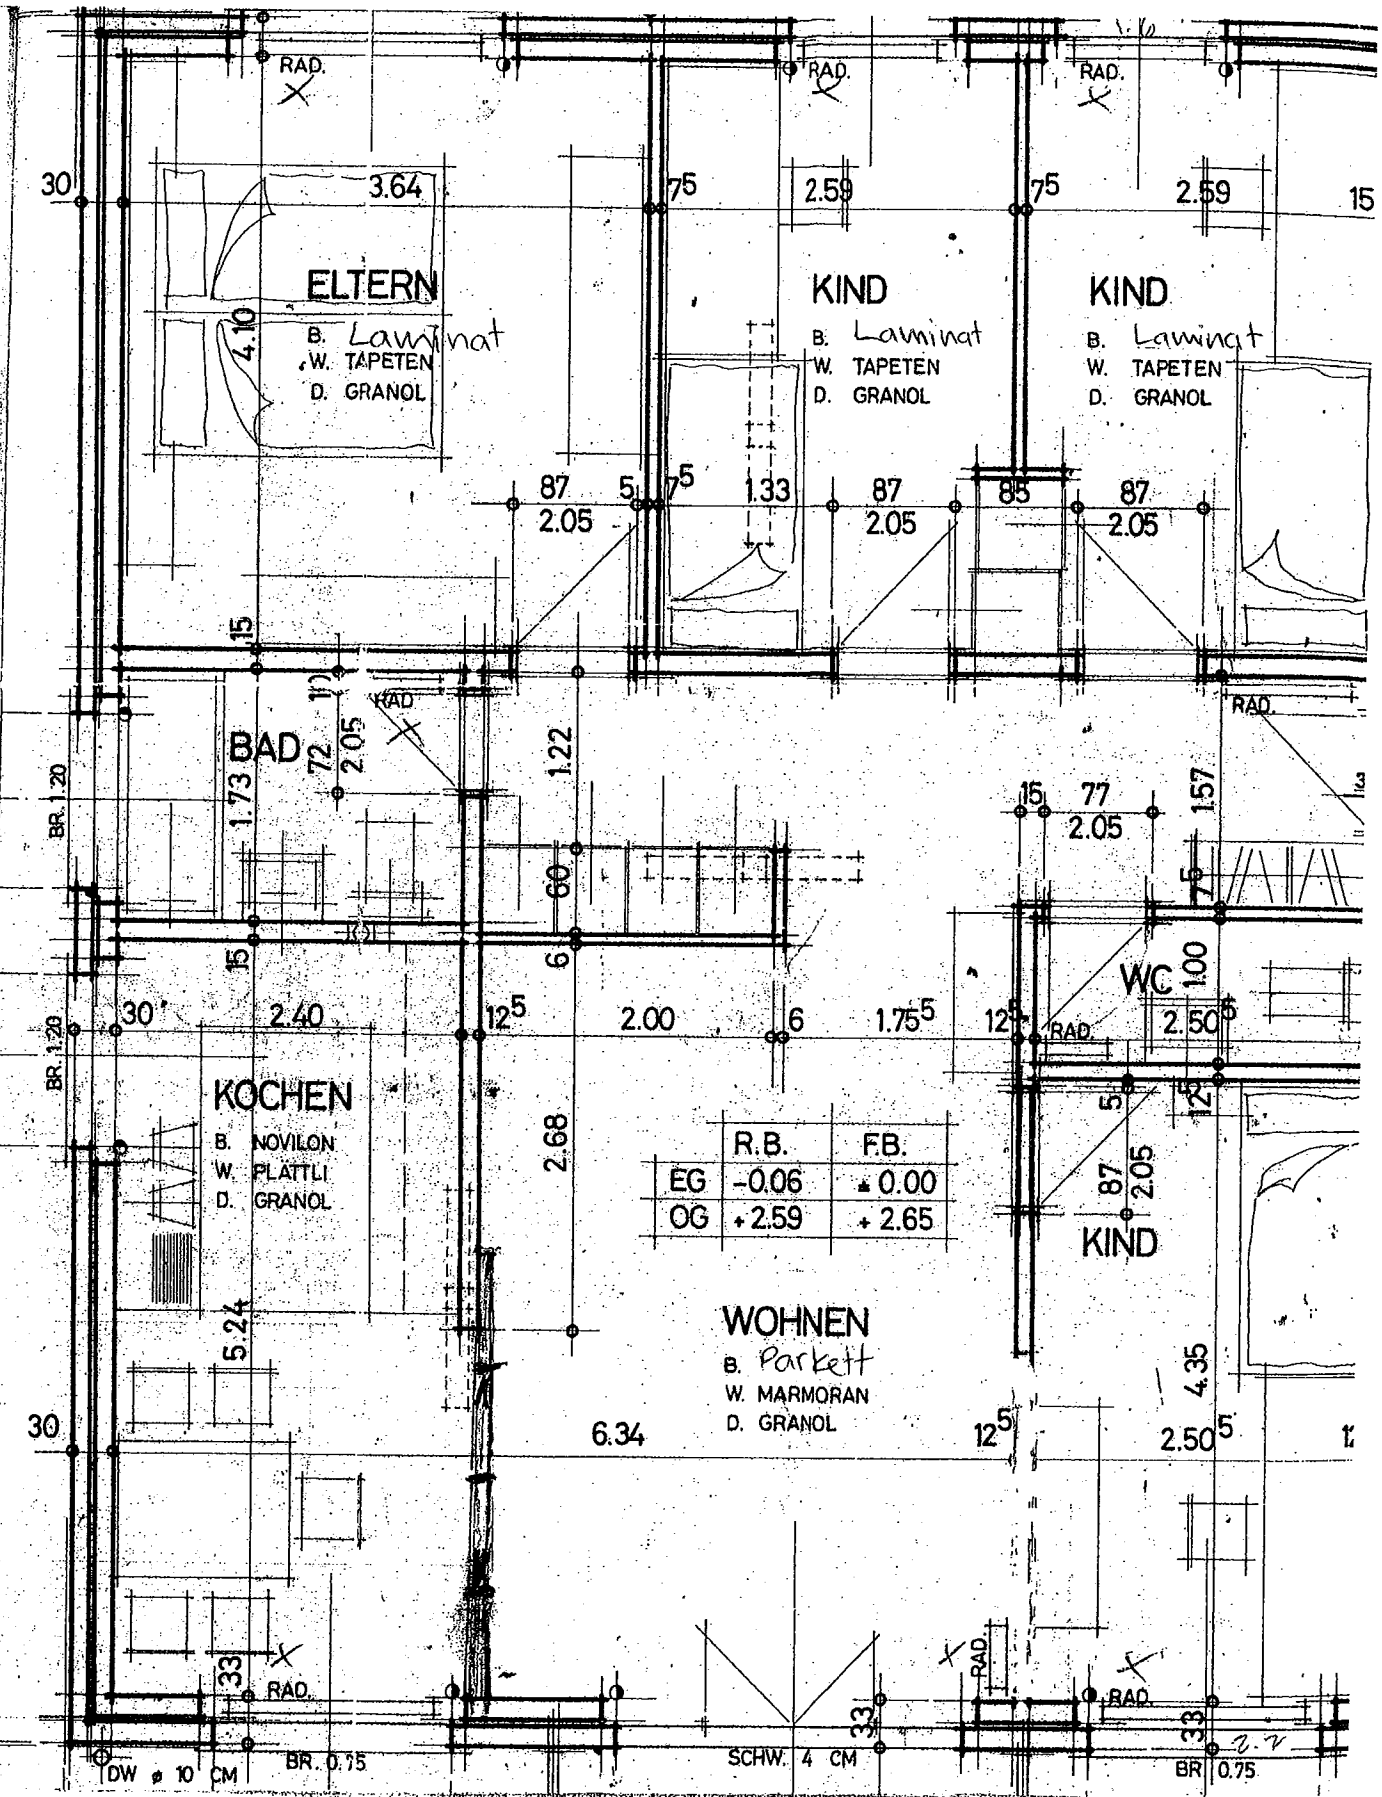 1.10
RAD. RAD. RAD.
30 3.64 7⁵ 2.59 7⁵ 2.59 15
ELTERN
B. Laminat
W. TAPETEN
D. GRANOL
4.10
KIND
B. Laminat
W. TAPETEN
D. GRANOL
KIND
B. Laminat
W. TAPETEN
D. GRANOL
87 5 7⁵ 1.33 87 85 87
2.05 2.05 2.05
15
10
RAD
RAD.
BAD
72
2.05
1.73
1.22
BR. 1.20
15 77
2.05
1.57
60
7⁵
15
6
WC
1.00
30 2.40 12⁵ 2.00 6 1.75⁵ 12⁵ RAD. 2.50⁵
BR. 1.20
KOCHEN
B. NOVILON
W. PLÄTTLI
D. GRANOL
2.68
R.B. F.B.
EG -0.06 ± 0.00
OG + 2.59 + 2.65
5
12⁵
87
2.05
KIND
5.24
WOHNEN
B. Parkett
W. MARMORAN
D. GRANOL
4.35
30 6.34 12⁵ 2.50⁵
33
RAD.
RAD.
RAD.
33
33
2.2
DW ø 10 CM
BR. 0.75
SCHW. 4 CM
BR. 0.75